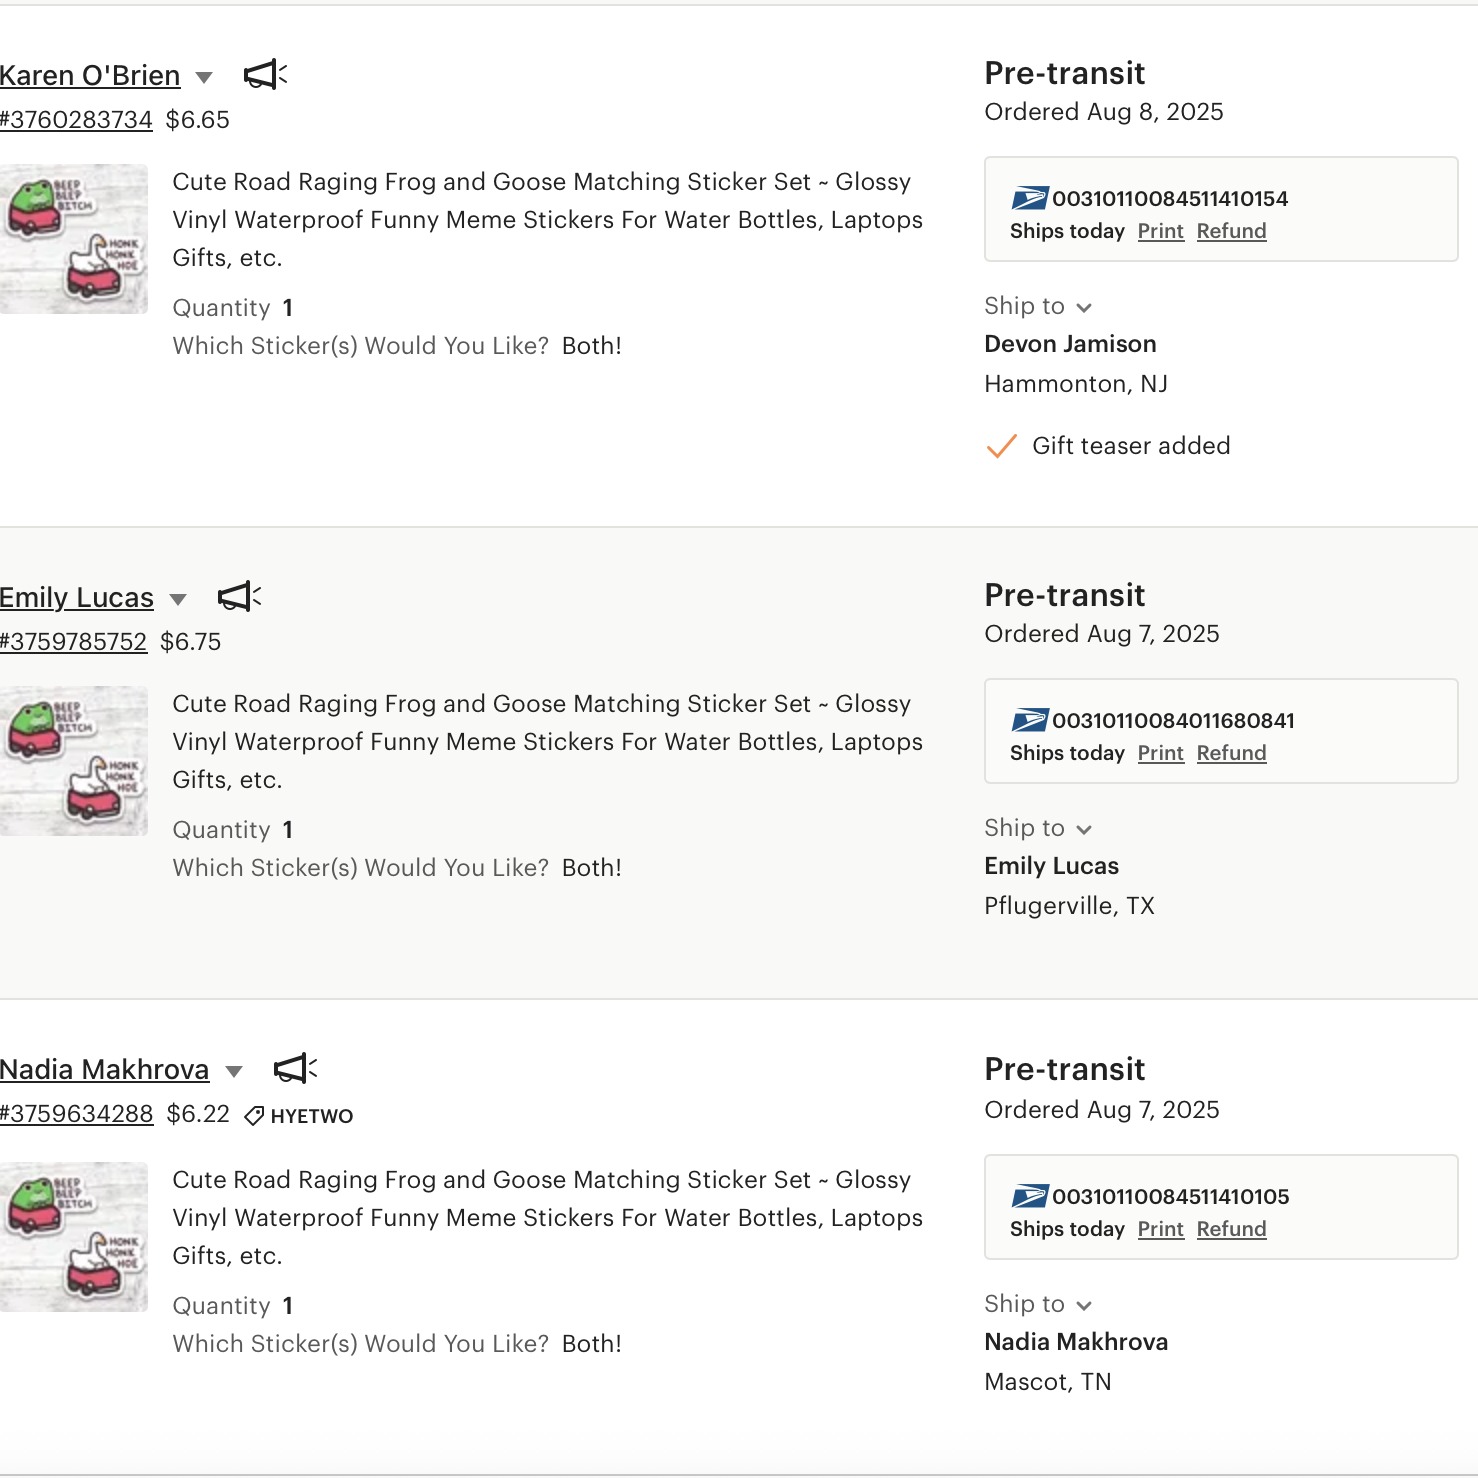 Karen O'Brien
#3760283734 $6.65
BEEP
BEEP
BITCH
HONK
HONK
HOE
Cute Road Raging Frog and Goose Matching Sticker Set ~ Glossy
Vinyl Waterproof Funny Meme Stickers For Water Bottles, Laptops
Gifts, etc.
Quantity 1
Which Sticker(s) Would You Like? Both!
Pre-transit
Ordered Aug 8, 2025
00310110084511410154
Ships today Print Refund
Ship to
Devon Jamison
Hammonton, NJ
Gift teaser added
Emily Lucas
#3759785752 $6.75
BEEP
BEEP
BITCH
HONK
HONK
HOE
Cute Road Raging Frog and Goose Matching Sticker Set ~ Glossy
Vinyl Waterproof Funny Meme Stickers For Water Bottles, Laptops
Gifts, etc.
Quantity 1
Which Sticker(s) Would You Like? Both!
Pre-transit
Ordered Aug 7, 2025
00310110084011680841
Ships today Print Refund
Ship to
Emily Lucas
Pflugerville, TX
Nadia Makhrova
#3759634288 $6.22 HYETWO
BEEP
BEEP
BITCH
HONK
HONK
HOE
Cute Road Raging Frog and Goose Matching Sticker Set ~ Glossy
Vinyl Waterproof Funny Meme Stickers For Water Bottles, Laptops
Gifts, etc.
Quantity 1
Which Sticker(s) Would You Like? Both!
Pre-transit
Ordered Aug 7, 2025
00310110084511410105
Ships today Print Refund
Ship to
Nadia Makhrova
Mascot, TN